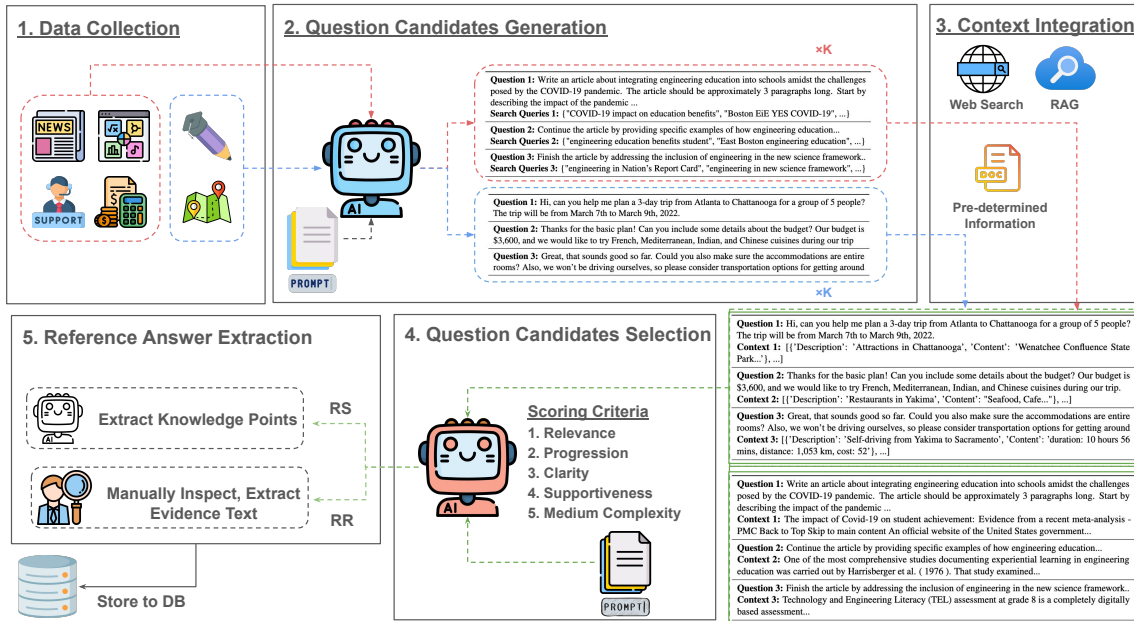 1. Data Collection
NEWS
SUPPORT
2. Question Candidates Generation
×K
AI
PROMPT
Question 1: Write an article about integrating engineering education into schools amidst the challenges
posed by the COVID-19 pandemic. The article should be approximately 3 paragraphs long. Start by
describing the impact of the pandemic ...
Search Queries 1: {"COVID-19 impact on education benefits", "Boston EiE YES COVID-19", ...}
Question 2: Continue the article by providing specific examples of how engineering education...
Search Queries 2: {"engineering education benefits student", "East Boston engineering education", ...}
Question 3: Finish the article by addressing the inclusion of engineering in the new science framework..
Search Queries 3: {"engineering in Nation's Report Card", "engineering in new science framework", ...}
Question 1: Hi, can you help me plan a 3-day trip from Atlanta to Chattanooga for a group of 5 people?
The trip will be from March 7th to March 9th, 2022.
Question 2: Thanks for the basic plan! Can you include some details about the budget? Our budget is
$3,600, and we would like to try French, Mediterranean, Indian, and Chinese cuisines during our trip
Question 3: Great, that sounds good so far. Could you also make sure the accommodations are entire
rooms? Also, we won't be driving ourselves, so please consider transportation options for getting around
×K
3. Context Integration
Web Search
RAG
DOC
Pre-determined
Information
Question 1: Hi, can you help me plan a 3-day trip from Atlanta to Chattanooga for a group of 5 people?
The trip will be from March 7th to March 9th, 2022.
Context 1: [{'Description': 'Attractions in Chattanooga', 'Content': 'Wenatchee Confluence State
Park...'}, ...]
Question 2: Thanks for the basic plan! Can you include some details about the budget? Our budget is
$3,600, and we would like to try French, Mediterranean, Indian, and Chinese cuisines during our trip.
Context 2: [{'Description': 'Restaurants in Yakima', 'Content': "Seafood, Cafe..."}, ...]
Question 3: Great, that sounds good so far. Could you also make sure the accommodations are entire
rooms? Also, we won't be driving ourselves, so please consider transportation options for getting around
Context 3: [{'Description': 'Self-driving from Yakima to Sacramento', 'Content': 'duration: 10 hours 56
mins, distance: 1,053 km, cost: 52'}, ...]
Question 1: Write an article about integrating engineering education into schools amidst the challenges
posed by the COVID-19 pandemic. The article should be approximately 3 paragraphs long. Start by
describing the impact of the pandemic ...
Context 1: The impact of Covid-19 on student achievement: Evidence from a recent meta-analysis -
PMC Back to Top Skip to main content An official website of the United States government...
Question 2: Continue the article by providing specific examples of how engineering education...
Context 2: One of the most comprehensive studies documenting experiential learning in engineering
education was carried out by Harrisberger et al. ( 1976 ). That study examined...
Question 3: Finish the article by addressing the inclusion of engineering in the new science framework..
Context 3: Technology and Engineering Literacy (TEL) assessment at grade 8 is a completely digitally
based assessment...
4. Question Candidates Selection
AI
Scoring Criteria
1. Relevance
2. Progression
3. Clarity
4. Supportiveness
5. Medium Complexity
PROMPT
5. Reference Answer Extraction
AI
Extract Knowledge Points
RS
Manually Inspect, Extract
Evidence Text
RR
Store to DB